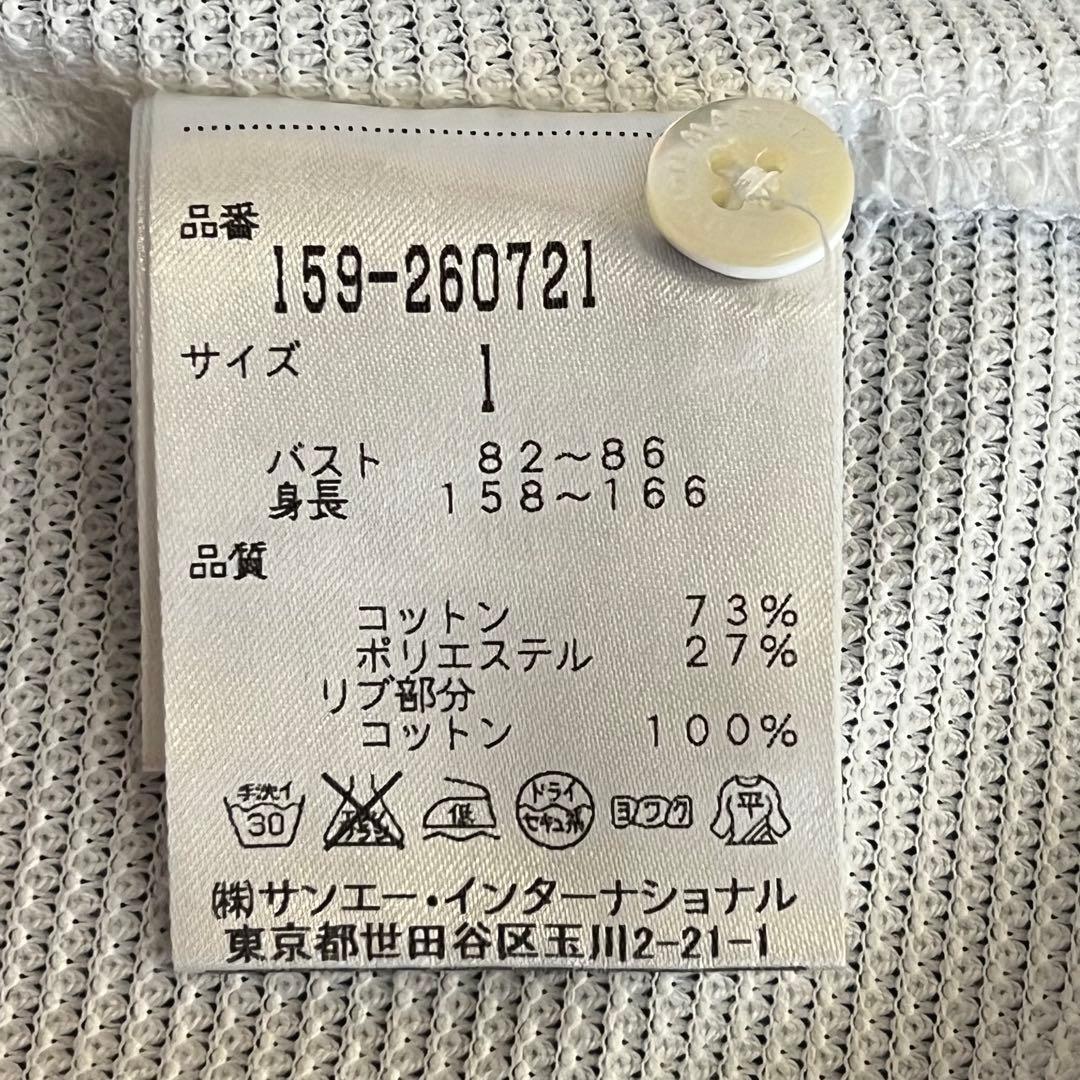 品番
159-260721
サイズ 1
バスト 82～86
身長 158～166
品質
コットン 73%
ポリエステル 27%
リブ部分
コットン 100%
手洗イ 30
低
ドライ
セキユ系
ヨワク
平
㈱サンエー・インターナショナル
東京都世田谷区玉川2-21-1